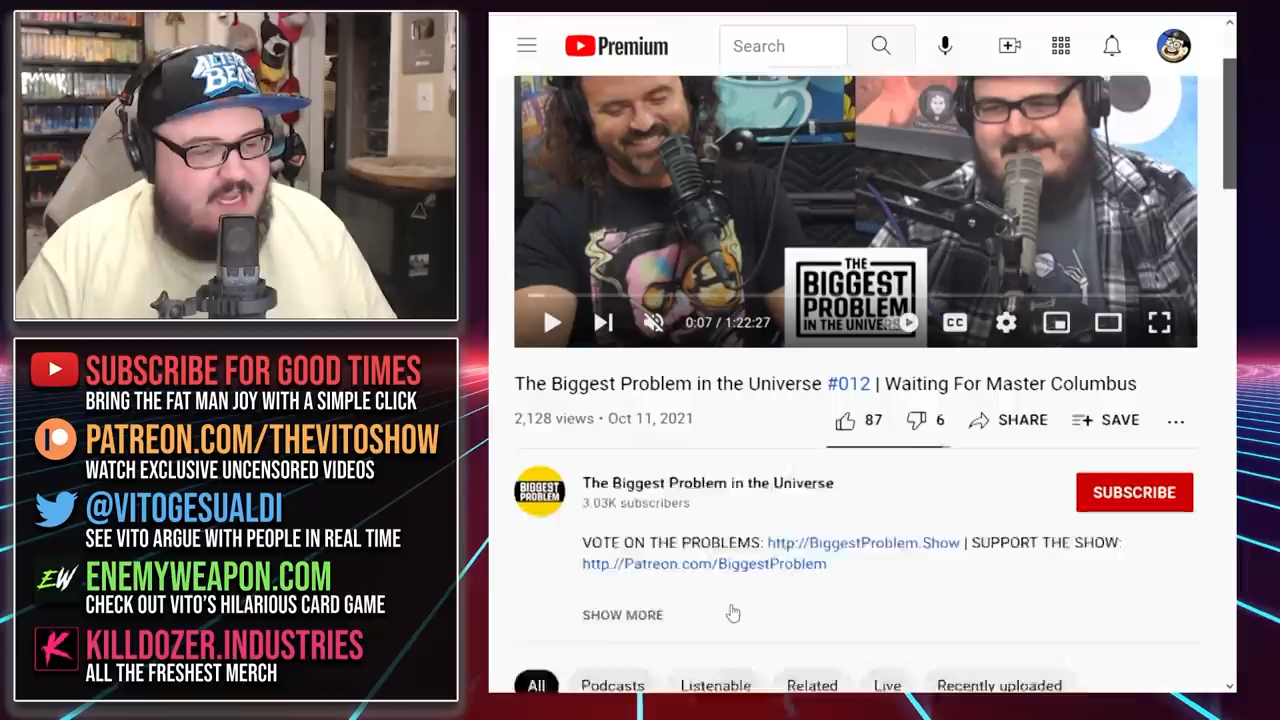 ALTERED
BEAST
SUBSCRIBE FOR GOOD TIMES
BRING THE FAT MAN JOY WITH A SIMPLE CLICK
PATREON.COM/THEVITOSHOW
WATCH EXCLUSIVE UNCENSORED VIDEOS
@VITOGESUALDI
SEE VITO ARGUE WITH PEOPLE IN REAL TIME
EW ENEMYWEAPON.COM
CHECK OUT VITO'S HILARIOUS CARD GAME
K KILLDOZER.INDUSTRIES
ALL THE FRESHEST MERCH
Premium
Search
THE
BIGGEST
PROBLEM
IN THE UNIVERSE
0:07 / 1:22:27
CC
The Biggest Problem in the Universe #012 | Waiting For Master Columbus
2,128 views • Oct 11, 2021
87 6 SHARE SAVE ...
BIGGEST
PROBLEM
The Biggest Problem in the Universe
3.03K subscribers
SUBSCRIBE
VOTE ON THE PROBLEMS: http://BiggestProblem.Show | SUPPORT THE SHOW:
http://Patreon.com/BiggestProblem
SHOW MORE
All Podcasts Listenable Related Live Recently uploaded